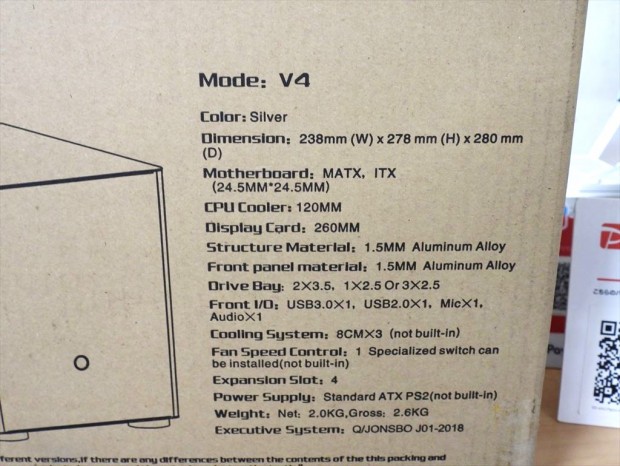 Mode: V4
Color: Silver
Dimension: 238mm (W) x 278 mm (H) x 280 mm
(D)
Motherboard: MATX, ITX
(24.5MM*24.5MM)
CPU Cooler: 120MM
Display Card: 260MM
Structure Material: 1.5MM Aluminum Alloy
Front panel material: 1.5MM Aluminum Alloy
Drive Bay: 2X3.5, 1X2.5 Or 3X2.5
Front I/O: USB3.0X1, USB2.0X1, MicX1,
AudioX1
Cooling System: 8CMX3 (not built-in)
Fan Speed Control: 1 Specialized switch can
be installed(not built-in)
Expansion Slot: 4
Power Supply: Standard ATX PS2(not built-in)
Weight: Net: 2.0KG,Gross: 2.6KG
Executive System: Q/JONSBO J01-2018
ferent versions.If there are any differences between the contents of the this packing and
こちらの
Pa